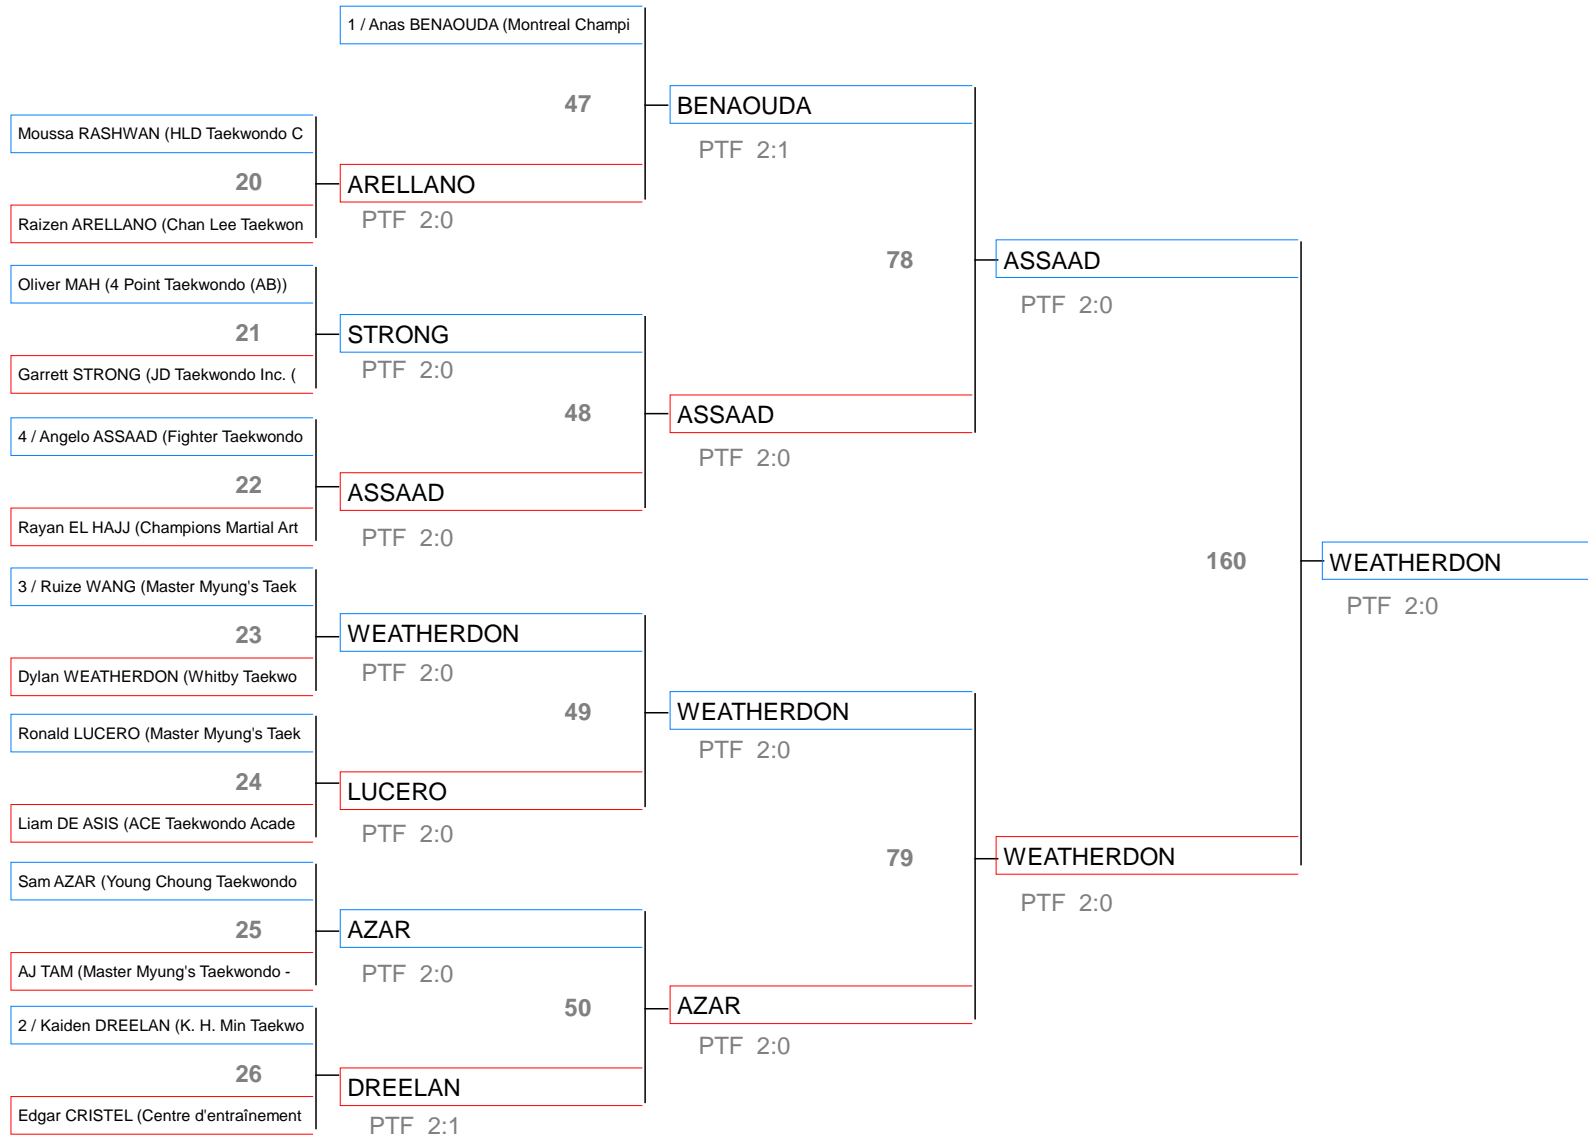 1 / Anas BENAOUDA (Montreal Champi
47
BENAOUDA
PTF 2:1
Moussa RASHWAN (HLD Taekwondo C
20
ARELLANO
PTF 2:0
Raizen ARELLANO (Chan Lee Taekwon
78
ASSAAD
PTF 2:0
Oliver MAH (4 Point Taekwondo (AB))
21
STRONG
PTF 2:0
Garrett STRONG (JD Taekwondo Inc. (
48
ASSAAD
PTF 2:0
4 / Angelo ASSAAD (Fighter Taekwondo
22
ASSAAD
PTF 2:0
Rayan EL HAJJ (Champions Martial Art
160
WEATHERDON
PTF 2:0
3 / Ruize WANG (Master Myung's Taek
23
WEATHERDON
PTF 2:0
Dylan WEATHERDON (Whitby Taekwo
49
WEATHERDON
PTF 2:0
Ronald LUCERO (Master Myung's Taek
24
LUCERO
PTF 2:0
Liam DE ASIS (ACE Taekwondo Acade
79
WEATHERDON
PTF 2:0
Sam AZAR (Young Choung Taekwondo
25
AZAR
PTF 2:0
AJ TAM (Master Myung's Taekwondo -
50
AZAR
PTF 2:0
2 / Kaiden DREELAN (K. H. Min Taekwo
26
DREELAN
PTF 2:1
Edgar CRISTEL (Centre d'entraînement